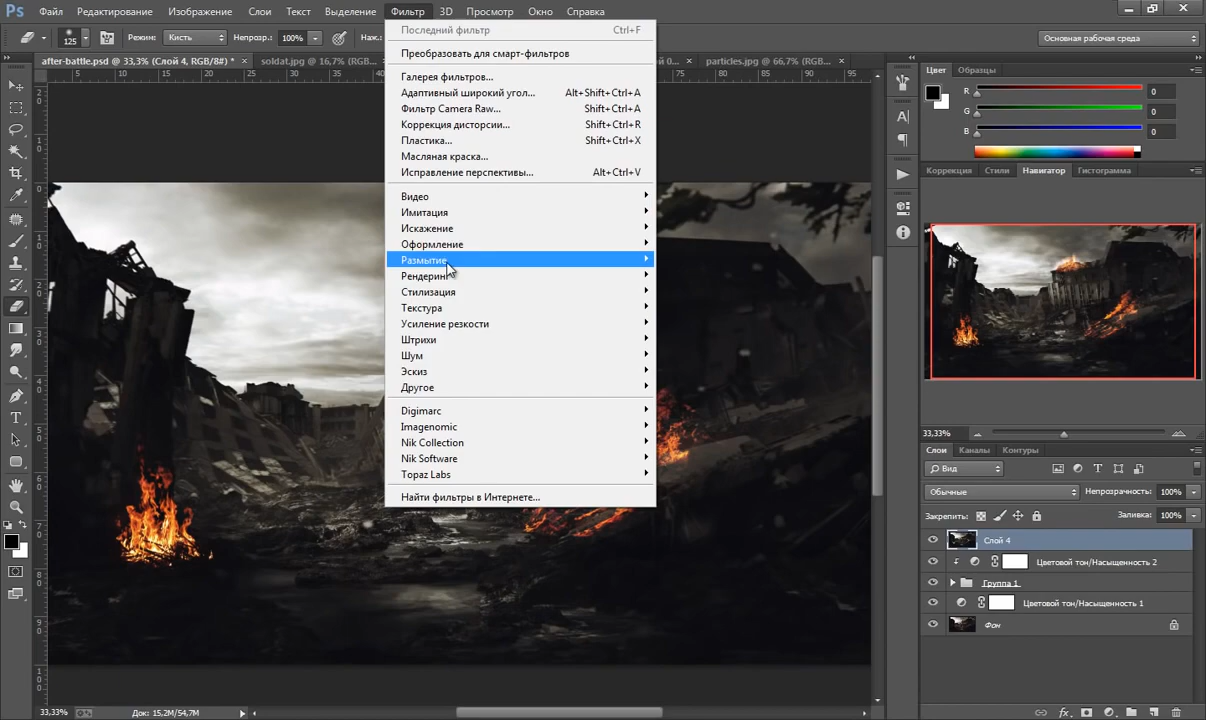 Ps Файл Редактирование Изображение Слои Текст Выделение Фильтр 3D Просмотр Окно Справка
125 Режим: Кисть Непрозр.: 100% Наж.: Основная рабочая среда
after-battle.psd @ 33,3% (Слой 4, RGB/8#) * × soldat.jpg @ 16,7% (RGB... particles.jpg @ 66,7% (RGB... ×
Последний фильтр Ctrl+F
Преобразовать для смарт-фильтров
Галерея фильтров...
Адаптивный широкий угол... Alt+Shift+Ctrl+A
Фильтр Camera Raw... Shift+Ctrl+A
Коррекция дисторсии... Shift+Ctrl+R
Пластика... Shift+Ctrl+X
Масляная краска...
Исправление перспективы... Alt+Ctrl+V
Видео
Имитация
Искажение
Оформление
Размытие
Рендеринг
Стилизация
Текстура
Усиление резкости
Штрихи
Шум
Эскиз
Другое
Digimarc
Imagenomic
Nik Collection
Nik Software
Topaz Labs
Найти фильтры в Интернете...
Цвет Образцы
R 0
G 0
B 0
Коррекция Стили Навигатор Гистограмма
33,33%
Слои Каналы Контуры
Вид
Обычные Непрозрачность: 100%
Закрепить: Заливка: 100%
Слой 4
Цветовой тон/Насыщенность 2
Группа 1
Цветовой тон/Насыщенность 1
Фон
33,33% Док: 15,2M/54,7M